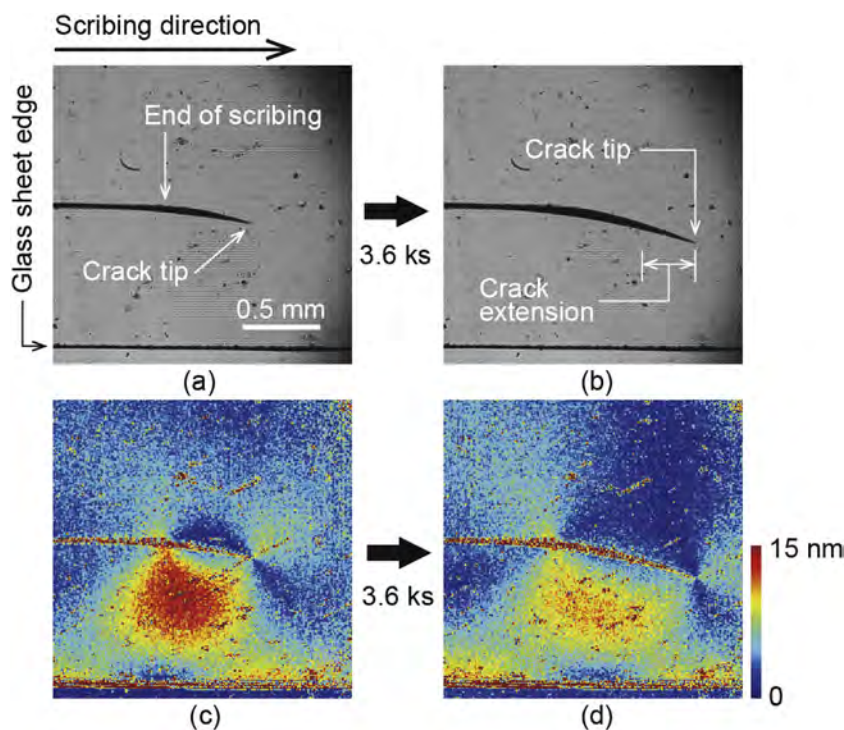 Scribing direction
Glass sheet edge
End of scribing
Crack tip
0.5 mm
(a)
3.6 ks
Crack tip
Crack
extension
(b)
(c)
3.6 ks
(d)
15 nm
0